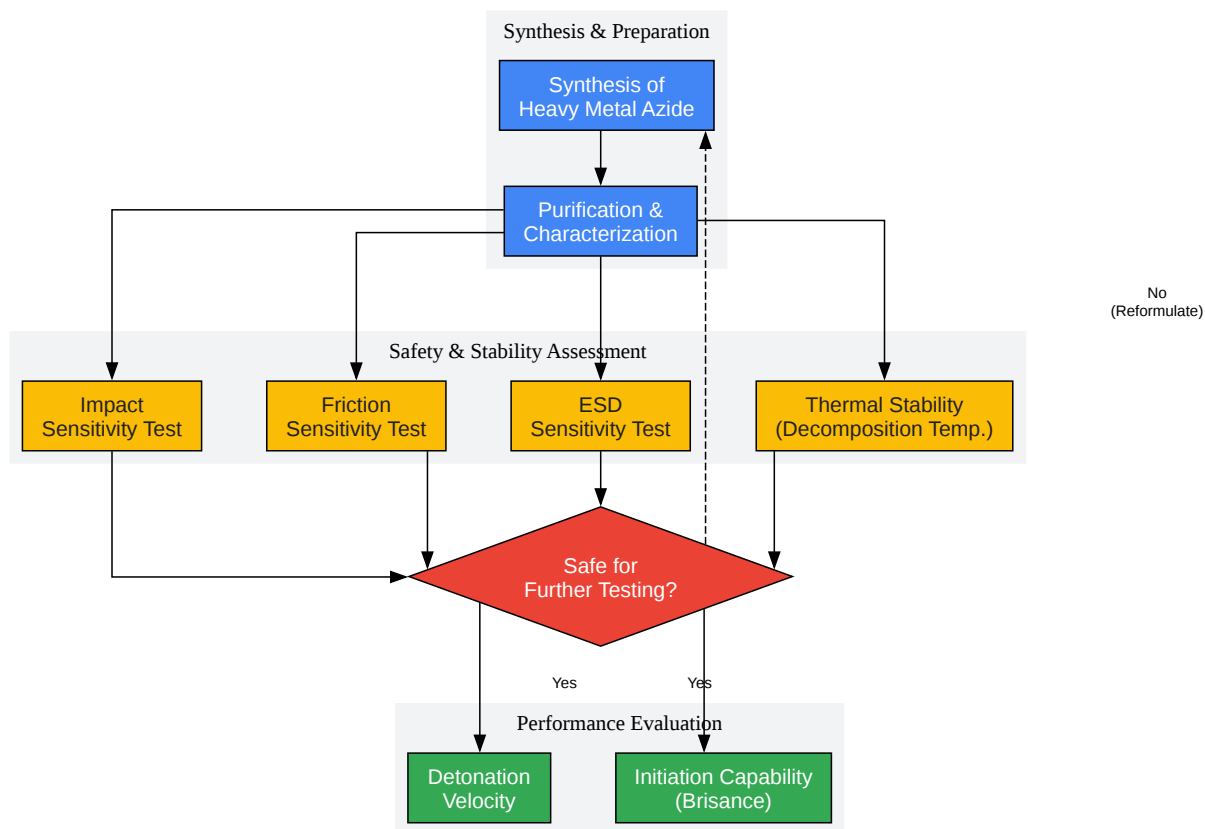 Synthesis & Preparation
Synthesis of
Heavy Metal Azide
Purification &
Characterization
No
(Reformulate)
Safety & Stability Assessment
Impact
Sensitivity Test
Friction
Sensitivity Test
ESD
Sensitivity Test
Thermal Stability
(Decomposition Temp.)
Safe for
Further Testing?
Yes
Yes
Performance Evaluation
Detonation
Velocity
Initiation Capability
(Brisance)